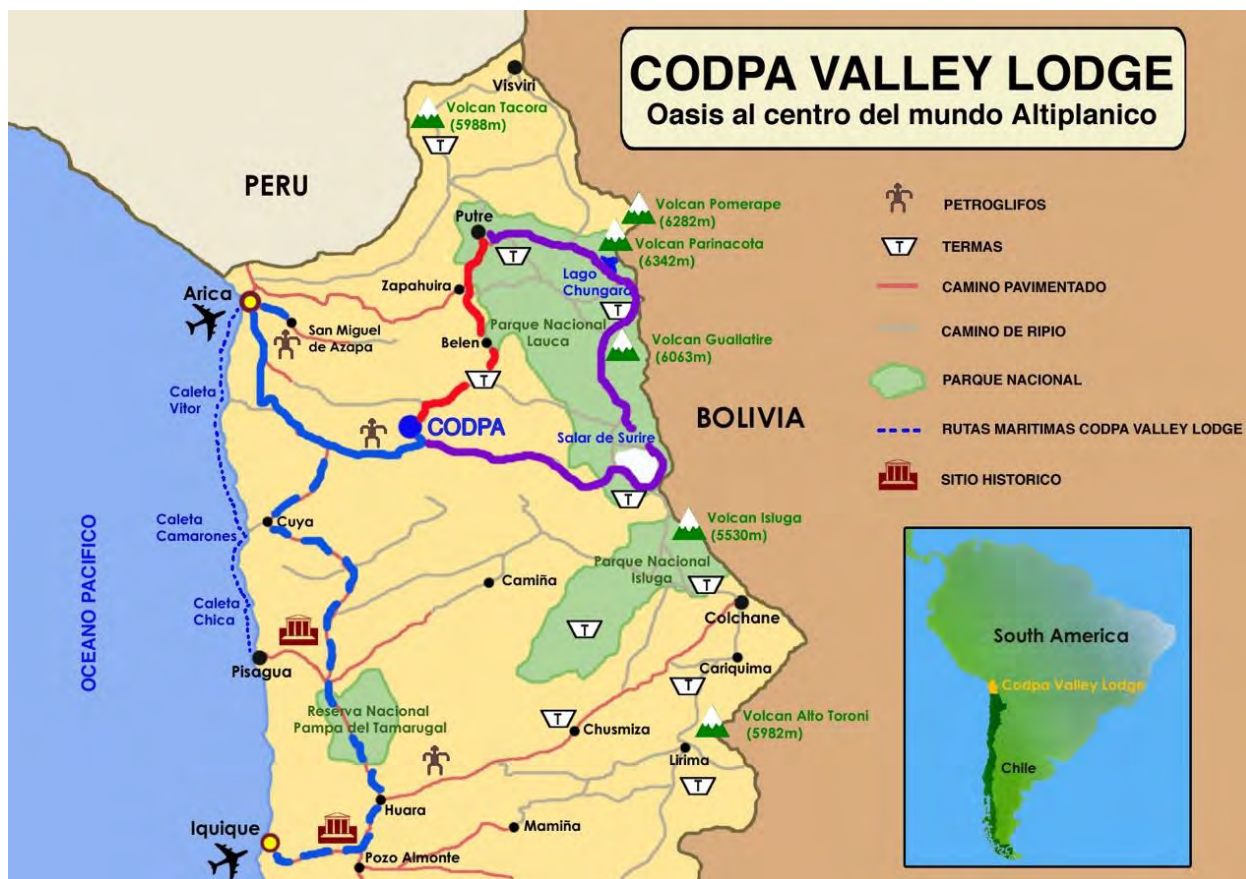 CODPA VALLEY LODGE
Oasis al centro del mundo Altiplanico
Visviri
Volcan Tacora
(5988m)
T
PERU
Putre
Volcan Pomerape
(6282m)
Volcan Parinacota
(6342m)
T
Lago
Chungara
T
Zapahuira
Arica
San Miguel
de Azapa
Parque Nacional
Lauca
Belen
Volcan Guallatire
(6063m)
T
Caleta
Vitor
CODPA
BOLIVIA
Salar de Surire
T
Cuya
Caleta
Camarones
Volcan Isluga
(5530m)
Parque Nacional
Isluga
T
Camiña
Colchane
Caleta
Chica
T
OCEANO PACIFICO
Pisagua
Cariquima
T
Reserva Nacional
Pampa del Tamarugal
T
Chusmiza
Volcan Alto Toroni
(5982m)
Lirima
T
Huara
Iquique
Mamiña
Pozo Almonte
PETROGLIFOS
T
TERMAS
CAMINO PAVIMENTADO
CAMINO DE RIPIO
PARQUE NACIONAL
RUTAS MARITIMAS CODPA VALLEY LODGE
SITIO HISTORICO
South America
Codpa Valley Lodge
Chile